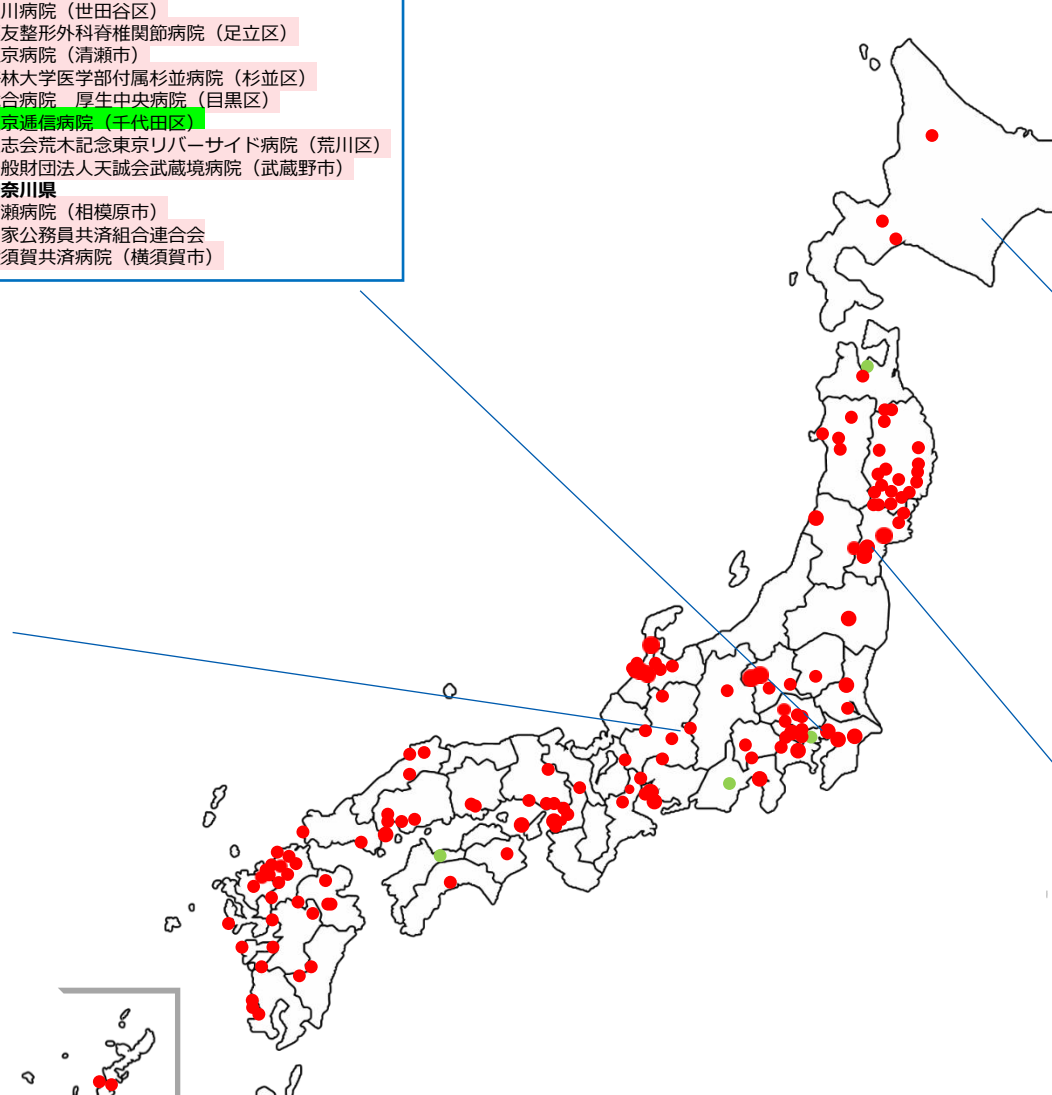 川病院（世田谷区）
友整形外科脊椎関節病院（足立区）
京病院（清瀬市）
林大学医学部付属杉並病院（杉並区）
合病院　厚生中央病院（目黒区）
京逓信病院（千代田区）
志会荒木記念東京リバーサイド病院（荒川区）
般財団法人天誠会武蔵境病院（武蔵野市）
奈川県
瀬病院（相模原市）
家公務員共済組合連合会
須賀共済病院（横須賀市）